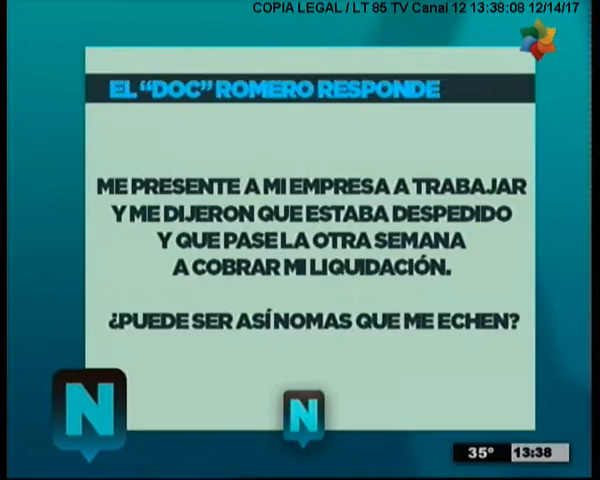 COPIA LEGAL / LT 85 TV Canal 12 13:38:08 12/14/17
EL “DOC” ROMERO RESPONDE
ME PRESENTE A MI EMPRESA A TRABAJAR
Y ME DIJERON QUE ESTABA DESPEDIDO
Y QUE PASE LA OTRA SEMANA
A COBRAR MI LIQUIDACIÓN.
¿PUEDE SER ASÍ NOMAS QUE ME ECHEN?
N
N
35° 13:38